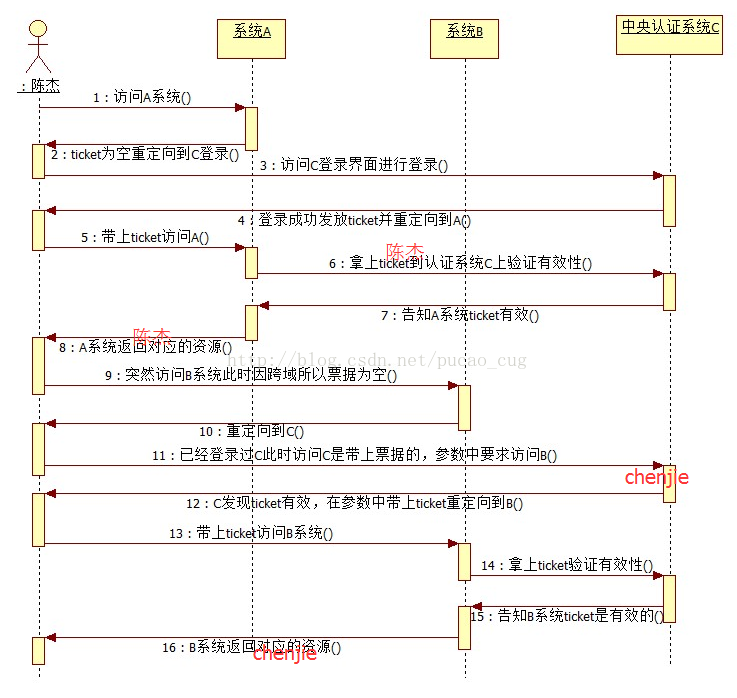 系统A
系统B
中央认证系统C
：陈杰
1：访问A系统()
2：ticket为空重定向到C登录()
3：访问C登录界面进行登录()
4：登录成功发放ticket并重定向到A()
5：带上ticket访问A()
陈杰
6：拿上ticket到认证系统C上验证有效性()
7：告知A系统ticket有效()
陈杰
8：A系统返回对应的资源()
http://blog.csdn.net/pucao_cug
9：突然访问B系统此时因跨域所以票据为空()
10：重定向到C()
11：已经登录过C此时访问C是带上票据的，参数中要求访问B()
chenjie
12：C发现ticket有效，在参数中带上ticket重定向到B()
13：带上ticket访问B系统()
14：拿上ticket验证有效性()
15：告知B系统ticket是有效的()
16：B系统返回对应的资源()
chenjie